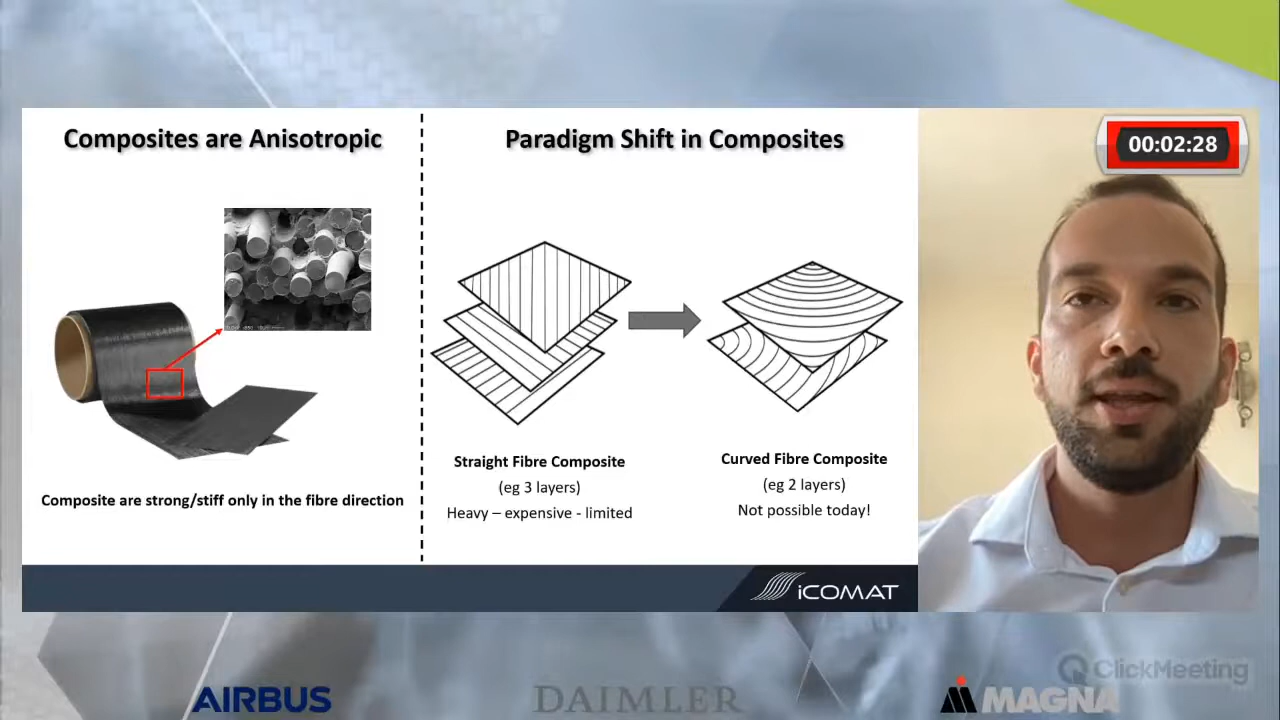 Composites are Anisotropic
Composite are strong/stiff only in the fibre direction
Paradigm Shift in Composites
Straight Fibre Composite
(eg 3 layers)
Heavy – expensive - limited
Curved Fibre Composite
(eg 2 layers)
Not possible today!
iCOMAT
00:02:28
ClickMeeting
AIRBUS
DAIMLER
MAGNA